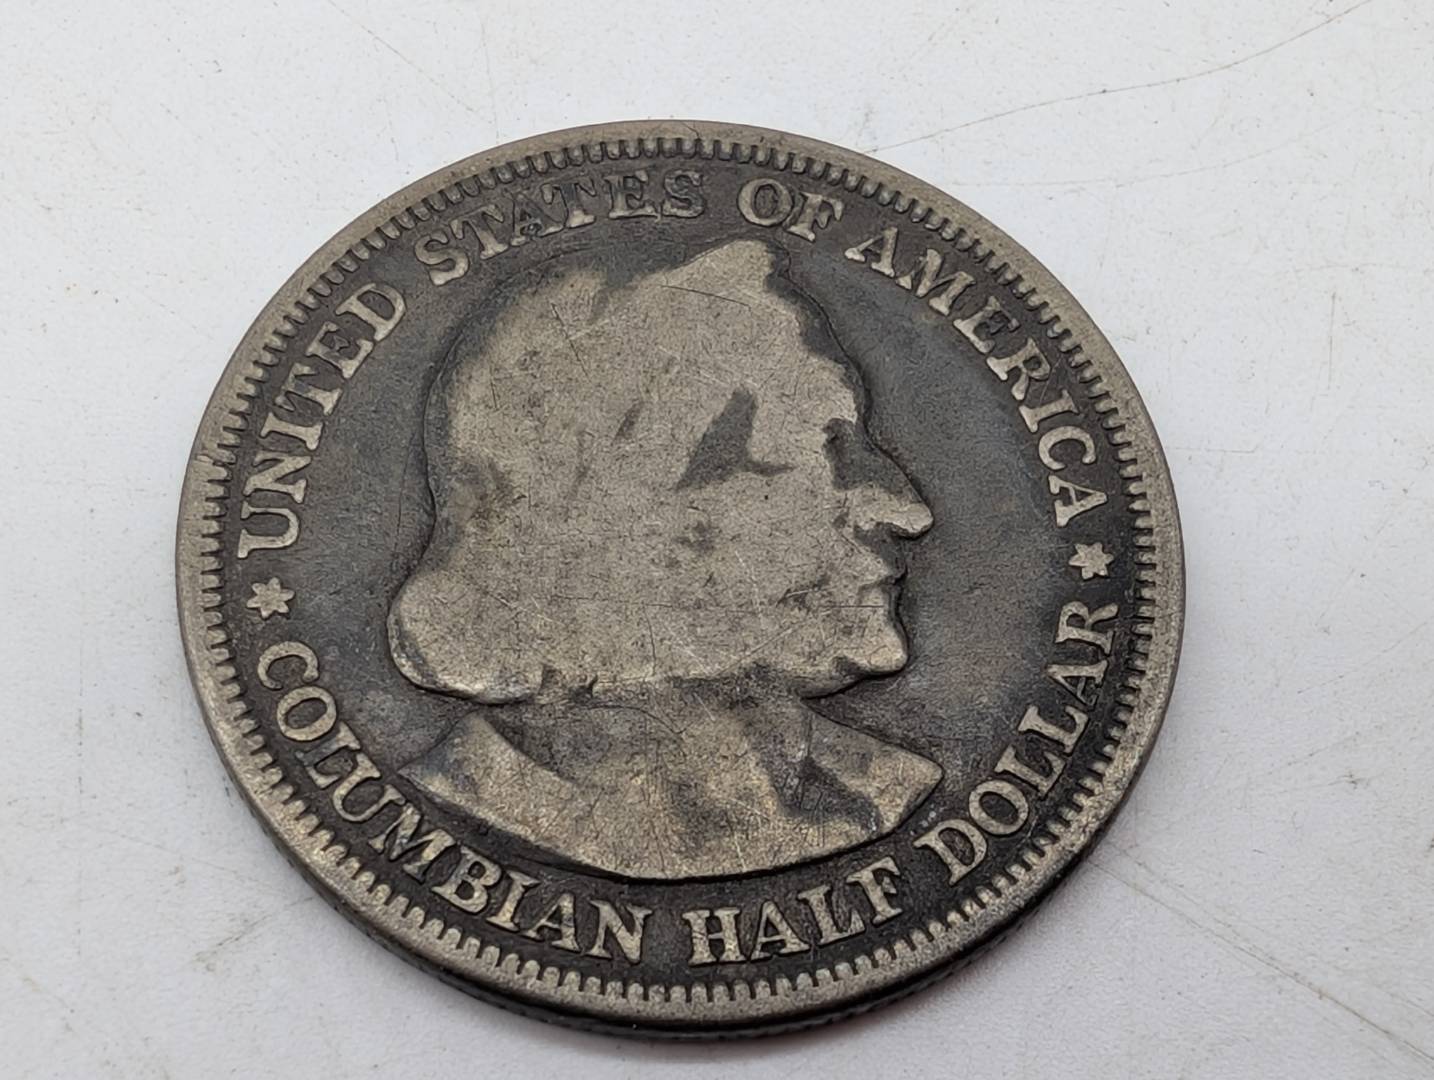 UNITED STATES OF AMERICA
COLUMBIAN HALF DOLLAR